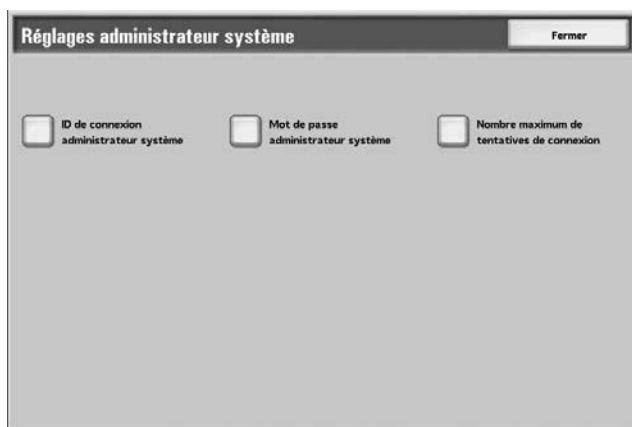 Réglages administrateur système
Fermer
ID de connexion
administrateur système
Mot de passe
administrateur système
Nombre maximum de
tentatives de connexion